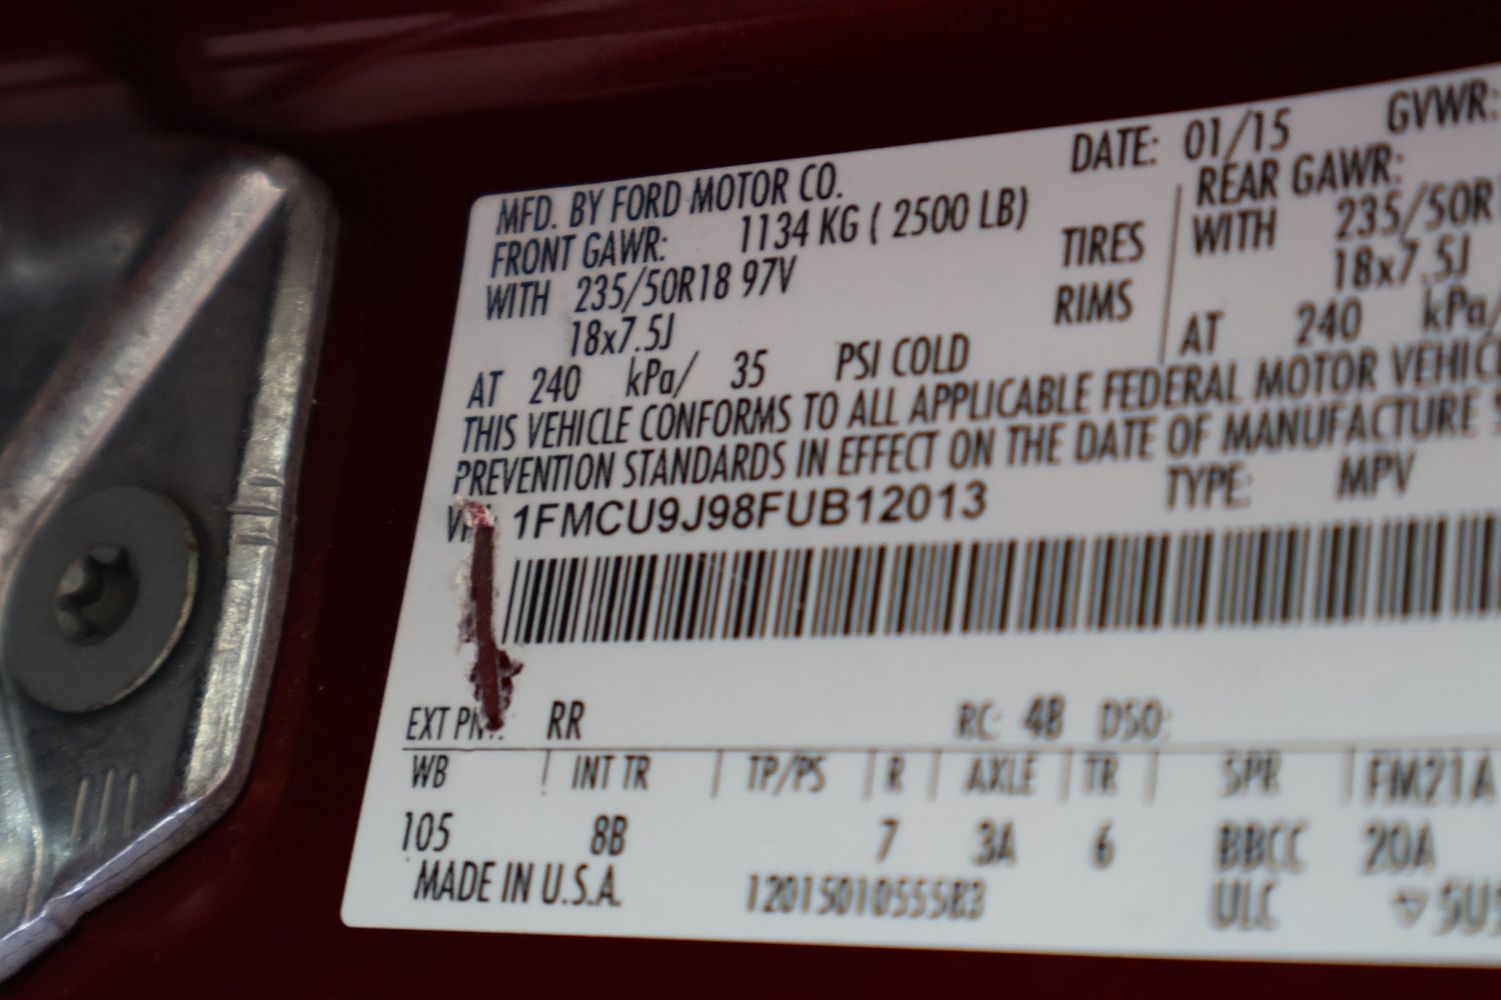 MFD. BY FORD MOTOR CO. DATE: 01/15 GVWR:
FRONT GAWR: 1134 KG ( 2500 LB) REAR GAWR:
WITH 235/50R18 97V TIRES WITH 235/50R
18x7.5J RIMS 18x7.5J
AT 240 kPa/ 35 PSI COLD AT 240 kPa/
THIS VEHICLE CONFORMS TO ALL APPLICABLE FEDERAL MOTOR VEHIC
PREVENTION STANDARDS IN EFFECT ON THE DATE OF MANUFACTURE S
1FMCU9J98FUB12013 TYPE: MPV
EXT RR RC: 48 DSO:
WB INT TR TP/PS R AXLE TR SPR FM21A
105 8B 7 3A 6 BBCC 20A
MADE IN U.S.A. 1201501055583 ULC